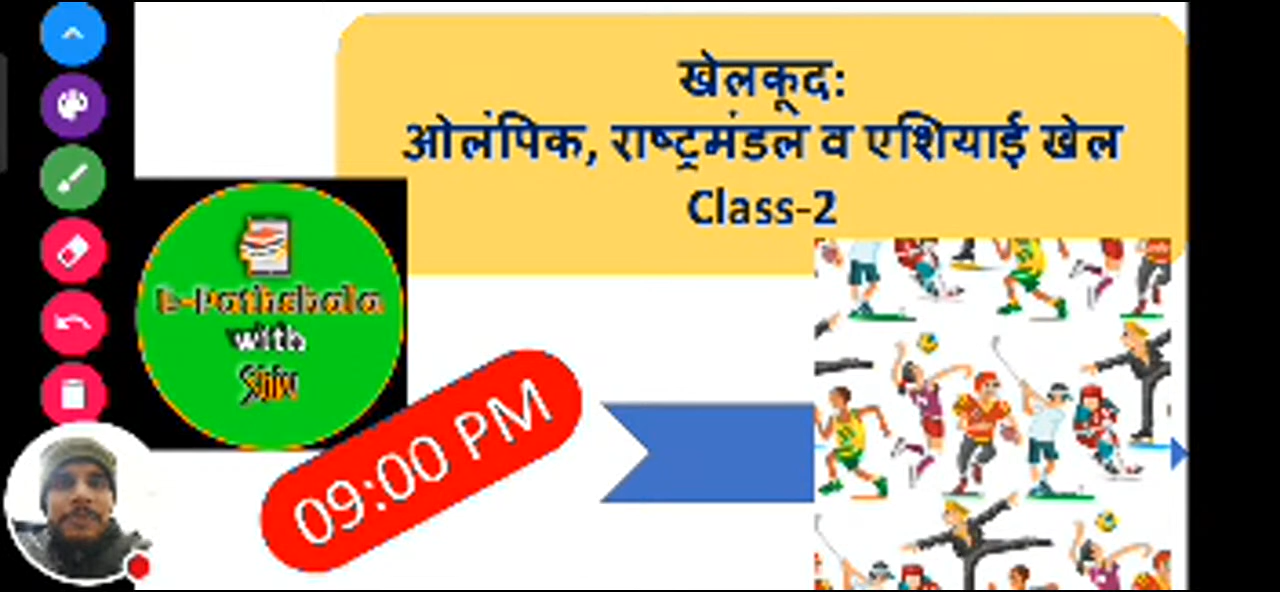 खेलकूद:
ओलंपिक, राष्ट्रमंडल व एशियाई खेल
Class-2
E-Pathshala
with
09:00 PM